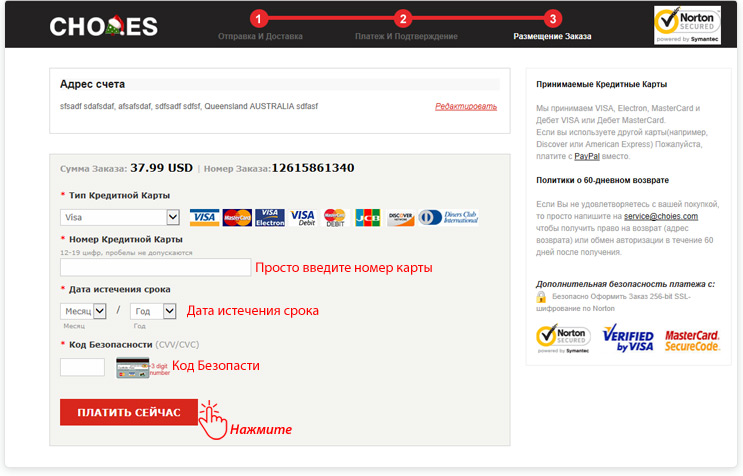 CHOIES
1 2 3
Отправка И Доставка Платеж И Подтверждение Размещение Заказа
Norton
SECURED
powered by Symantec
Адрес счета
sfsadf sdafsdaf, afsafsdaf, sdfsadf sdfsf, Queensland AUSTRALIA sdfasf Редактировать
Сумма Заказа: 37.99 USD | Номер Заказа:12615861340
* Тип Кредитной Карты
Visa VISA MasterCard VISA Electron VISA Debit MasterCard DEBIT JCB DISCOVER Diners Club International
* Номер Кредитной Карты
12-19 цифр, пробелы не допускаются
Просто введите номер карты
* Дата истечения срока
Месяц / Год Дата истечения срока
Месяц Год
* Код Безопасности (CVV/CVC)
3 digit number Код Безопасти
ПЛАТИТЬ СЕЙЧАС
Нажмите
Принимаемые Кредитные Карты
Мы принимаем VISA, Electron, MasterCard и
Дебет VISA или Дебет MasterCard.
Если вы используете другой карты(например,
Discover или American Express) Пожалуйста,
платите с PayPal вместо.
Политики о 60-дневном возврате
Если Вы не удовлетворяетесь с вашей покупкой,
то просто напишите на service@choies.com
чтобы получить право на возврат (адрес
возврата) или обмен авторизации в течение 60
дней после получения.
Дополнительная безопасность платежа с:
Безопасно Оформить Заказ 256-bit SSL-
шифрование по Norton
Norton
SECURED
powered by Symantec
VERIFIED
by VISA
MasterCard
SecureCode.